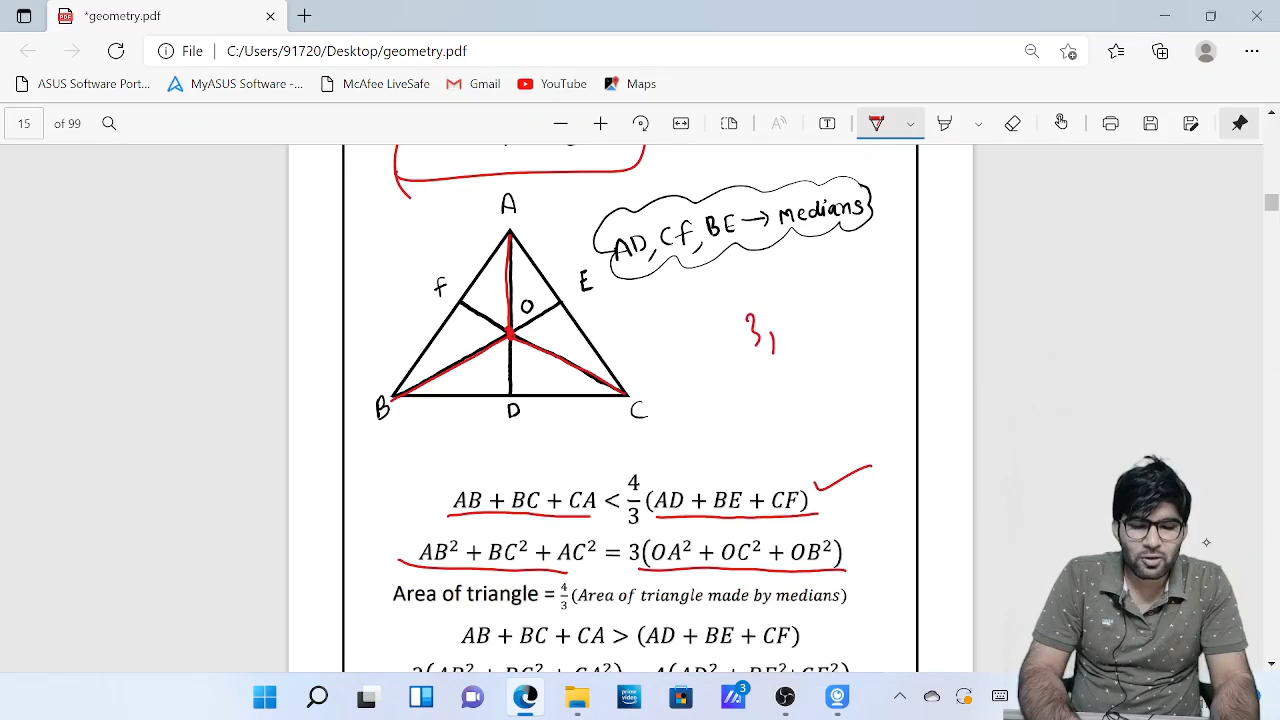 *geometry.pdf
File C:/Users/91720/Desktop/geometry.pdf
ASUS Software Port... MyASUS Software -... McAfee LiveSafe Gmail YouTube Maps
15 of 99
A
AD, CF, BE → Medians
F E
O
3,
B D C
AB + BC + CA < 4/3 (AD + BE + CF)
AB² + BC² + AC² = 3(OA² + OC² + OB²)
Area of triangle = 4/3 (Area of triangle made by medians)
AB + BC + CA > (AD + BE + CF)
3